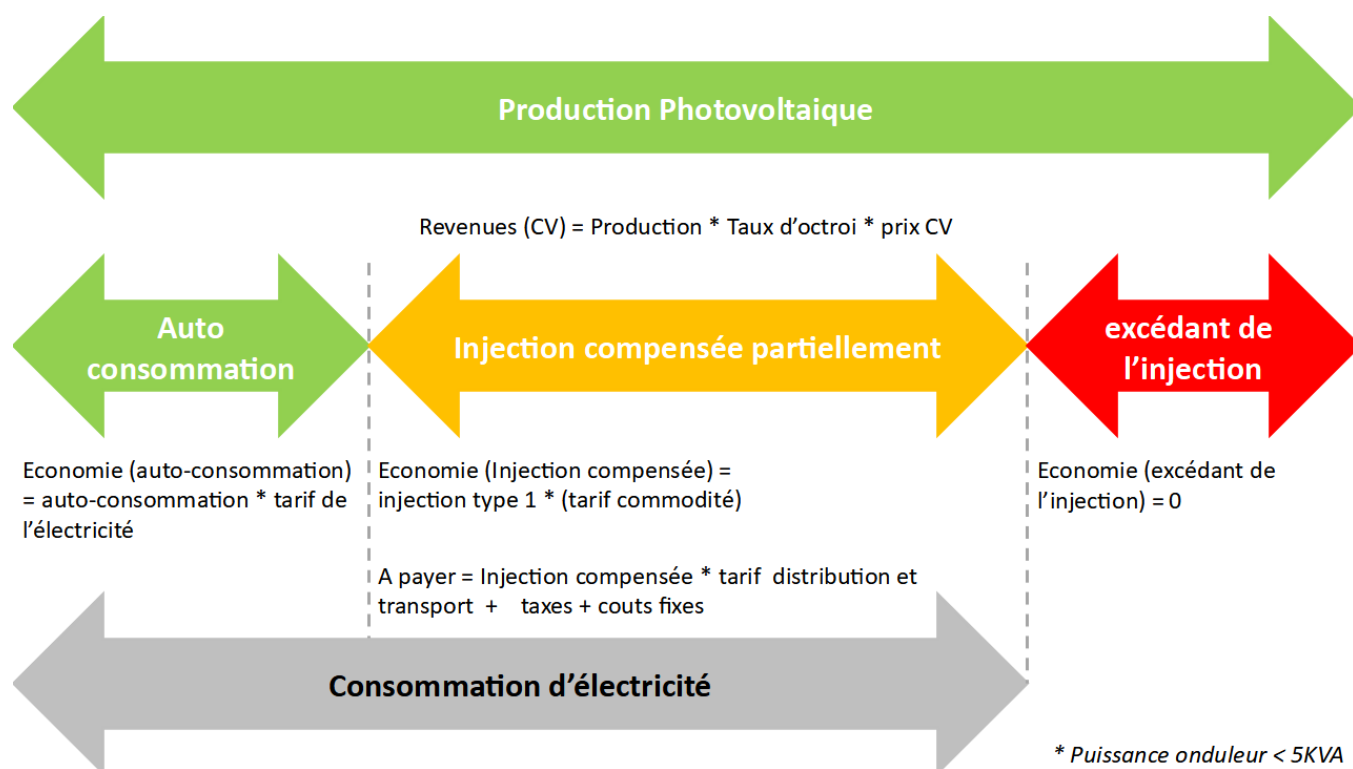 Production Photovoltaique
Revenues (CV) = Production * Taux d’octroi * prix CV
Auto
consommation
Injection compensée partiellement
excédant de
l’injection
Economie (auto-consommation)
= auto-consommation * tarif de
l’électricité
Economie (Injection compensée) =
injection type 1 * (tarif commodité)
Economie (excédant de
l’injection) = 0
A payer = Injection compensée * tarif distribution et
transport + taxes + couts fixes
Consommation d’électricité
* Puissance onduleur < 5KVA